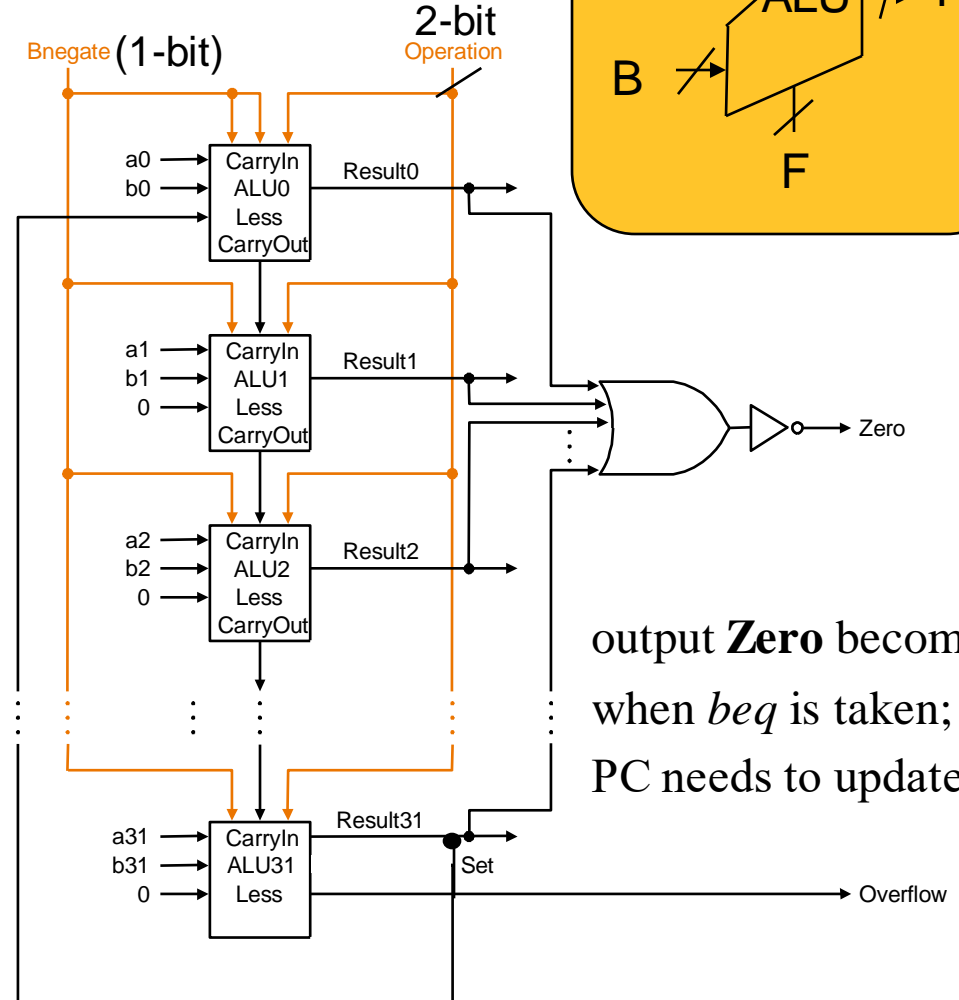 Bnegate (1-bit)
2-bit
Operation
ALU
B
F
a0
b0
CarryIn
ALU0
Less
CarryOut
Result0
a1
b1
0
CarryIn
ALU1
Less
CarryOut
Result1
Zero
a2
b2
0
CarryIn
ALU2
Less
CarryOut
Result2
output Zero becom
when beq is taken;
PC needs to update
a31
b31
0
CarryIn
ALU31
Less
Result31
Set
Overflow